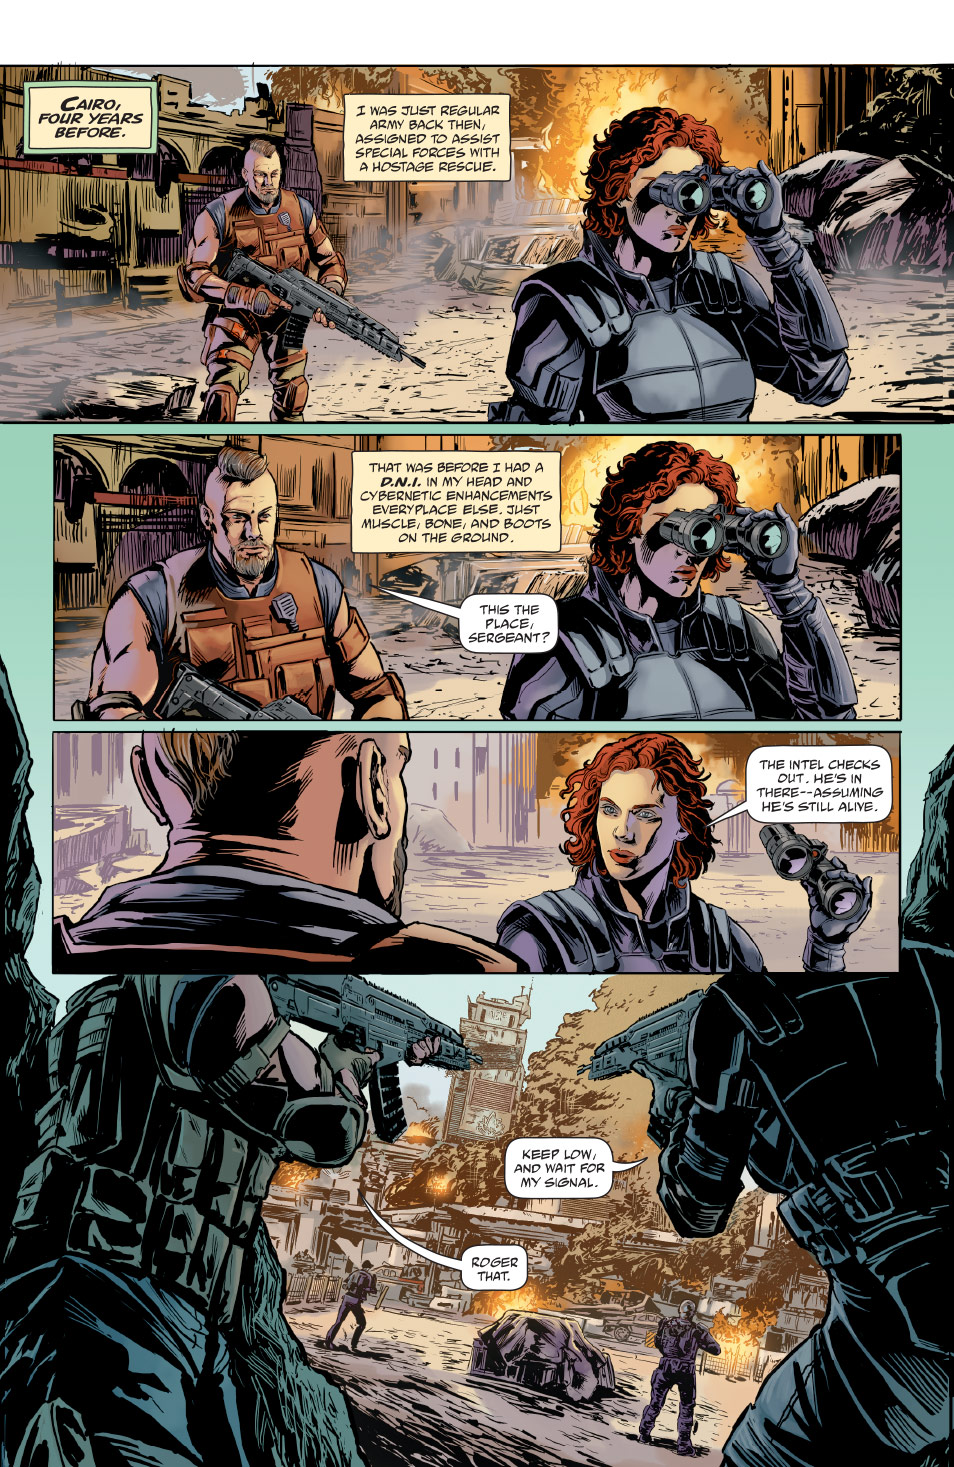 CAIRO,
FOUR YEARS
BEFORE.
I WAS JUST REGULAR
ARMY BACK THEN,
ASSIGNED TO ASSIST
SPECIAL FORCES WITH
A HOSTAGE RESCUE.
THAT WAS BEFORE I HAD A
D.N.I. IN MY HEAD AND
CYBERNETIC ENHANCEMENTS
EVERYPLACE ELSE. JUST
MUSCLE, BONE, AND BOOTS
ON THE GROUND.
THIS THE
PLACE,
SERGEANT?
THE INTEL CHECKS
OUT. HE'S IN
THERE--ASSUMING
HE'S STILL ALIVE.
KEEP LOW,
AND WAIT FOR
MY SIGNAL.
ROGER
THAT.